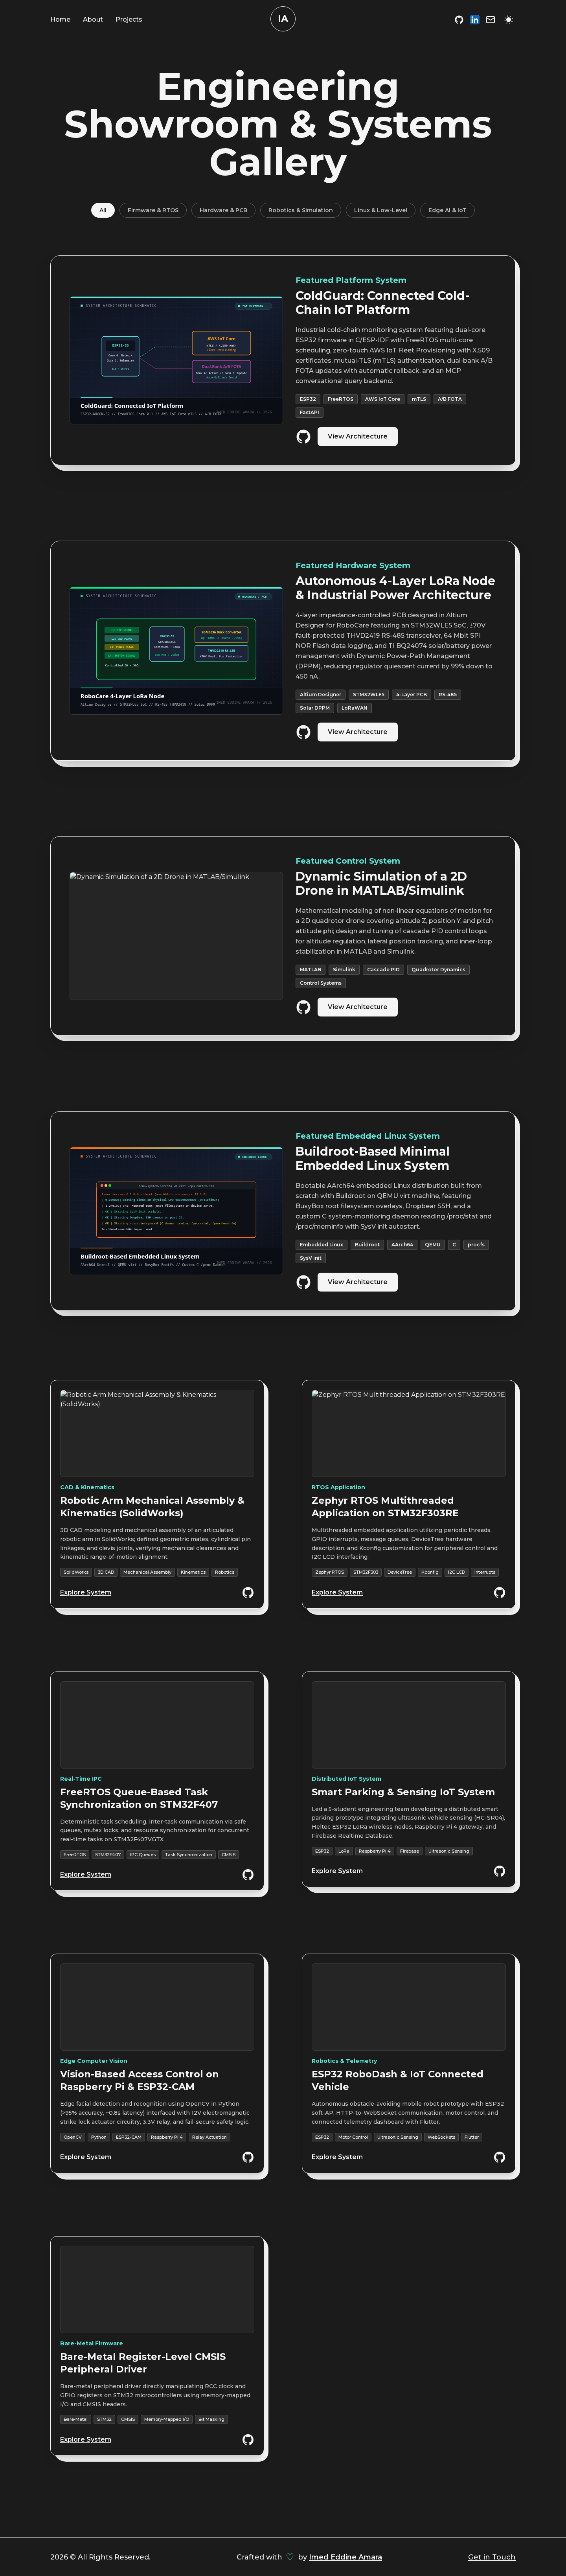 Home About Projects
IA
Engineering
Showroom & Systems
Gallery
All Firmware & RTOS Hardware & PCB Robotics & Simulation Linux & Low-Level Edge AI & IoT
SYSTEM ARCHITECTURE SCHEMATIC
IOT PLATFORM
AWS IoT Core
Dual-Bank A/B FOTA
ColdGuard: Connected IoT Platform
Featured Platform System
ColdGuard: Connected Cold-
Chain IoT Platform
Industrial cold-chain monitoring system featuring dual-core
ESP32 firmware in C/ESP-IDF with FreeRTOS multi-core
scheduling, zero-touch AWS IoT Fleet Provisioning with X.509
certificates, mutual-TLS (mTLS) authentication, dual-bank A/B
FOTA updates with automatic rollback, and an MCP
conversational query backend.
ESP32 FreeRTOS AWS IoT Core mTLS A/B FOTA
FastAPI
View Architecture
SYSTEM ARCHITECTURE SCHEMATIC
HARDWARE / PCB
RoboCare 4-Layer LoRa Node
Featured Hardware System
Autonomous 4-Layer LoRa Node
& Industrial Power Architecture
4-layer impedance-controlled PCB designed in Altium
Designer for RoboCare featuring an STM32WLE5 SoC, ±70V
fault-protected THVD2419 RS-485 transceiver, 64 Mbit SPI
NOR Flash data logging, and TI BQ24074 solar/battery power
management with Dynamic Power-Path Management
(DPPM), reducing regulator quiescent current by 99% down to
450 nA.
Altium Designer STM32WLE5 4-Layer PCB RS-485
Solar DPPM LoRaWAN
View Architecture
Dynamic Simulation of a 2D Drone in MATLAB/Simulink
Featured Control System
Dynamic Simulation of a 2D
Drone in MATLAB/Simulink
Mathematical modeling of non-linear equations of motion for
a 2D quadrotor drone covering altitude Z, position Y, and pitch
attitude phi; design and tuning of cascade PID control loops
for altitude regulation, lateral position tracking, and inner-loop
stabilization in MATLAB and Simulink.
MATLAB Simulink Cascade PID Quadrotor Dynamics
Control Systems
View Architecture
SYSTEM ARCHITECTURE SCHEMATIC
EMBEDDED LINUX
Buildroot-Based Embedded Linux System
Featured Embedded Linux System
Buildroot-Based Minimal
Embedded Linux System
Bootable AArch64 embedded Linux distribution built from
scratch with Buildroot on QEMU virt machine, featuring
BusyBox root filesystem overlays, Dropbear SSH, and a
custom C system-monitoring daemon reading /proc/stat and
/proc/meminfo with SysV init autostart.
Embedded Linux Buildroot AArch64 QEMU C procfs
SysV init
View Architecture
Robotic Arm Mechanical Assembly & Kinematics
(SolidWorks)
CAD & Kinematics
Robotic Arm Mechanical Assembly &
Kinematics (SolidWorks)
3D CAD modeling and mechanical assembly of an articulated
robotic arm in SolidWorks; defined geometric mates, cylindrical pin
linkages, and clevis joints, verifying mechanical clearances and
kinematic range-of-motion alignment.
SolidWorks 3D CAD Mechanical Assembly Kinematics Robotics
Explore System
Zephyr RTOS Multithreaded Application on STM32F303RE
RTOS Application
Zephyr RTOS Multithreaded
Application on STM32F303RE
Multithreaded embedded application utilizing periodic threads,
GPIO interrupts, message queues, DeviceTree hardware
description, and Kconfig customization for peripheral control and
I2C LCD interfacing.
Zephyr RTOS STM32F303 DeviceTree Kconfig I2C LCD Interrupts
Explore System
Real-Time IPC
FreeRTOS Queue-Based Task
Synchronization on STM32F407
Deterministic task scheduling, inter-task communication via safe
queues, mutex locks, and resource synchronization for concurrent
real-time tasks on STM32F407VGTX.
FreeRTOS STM32F407 IPC Queues Task Synchronization CMSIS
Explore System
Distributed IoT System
Smart Parking & Sensing IoT System
Led a 5-student engineering team developing a distributed smart
parking prototype integrating ultrasonic vehicle sensing (HC-SR04),
Heltec ESP32 LoRa wireless nodes, Raspberry Pi 4 gateway, and
Firebase Realtime Database.
ESP32 LoRa Raspberry Pi 4 Firebase Ultrasonic Sensing
Explore System
Edge Computer Vision
Vision-Based Access Control on
Raspberry Pi & ESP32-CAM
Edge facial detection and recognition using OpenCV in Python
(>95% accuracy, ~0.8s latency) interfaced with 12V electromagnetic
strike lock actuator circuitry, 3.3V relay, and fail-secure safety logic.
OpenCV Python ESP32-CAM Raspberry Pi 4 Relay Actuation
Explore System
Robotics & Telemetry
ESP32 RoboDash & IoT Connected
Vehicle
Autonomous obstacle-avoiding mobile robot prototype with ESP32
soft-AP, HTTP-to-WebSocket communication, motor control, and
connected telemetry dashboard with Flutter.
ESP32 Motor Control Ultrasonic Sensing WebSockets Flutter
Explore System
Bare-Metal Firmware
Bare-Metal Register-Level CMSIS
Peripheral Driver
Bare-metal peripheral driver directly manipulating RCC clock and
GPIO registers on STM32 microcontrollers using memory-mapped
I/O and CMSIS headers.
Bare-Metal STM32 CMSIS Memory-Mapped I/O Bit Masking
Explore System
2026 © All Rights Reserved.
Crafted with ♡ by Imed Eddine Amara
Get in Touch